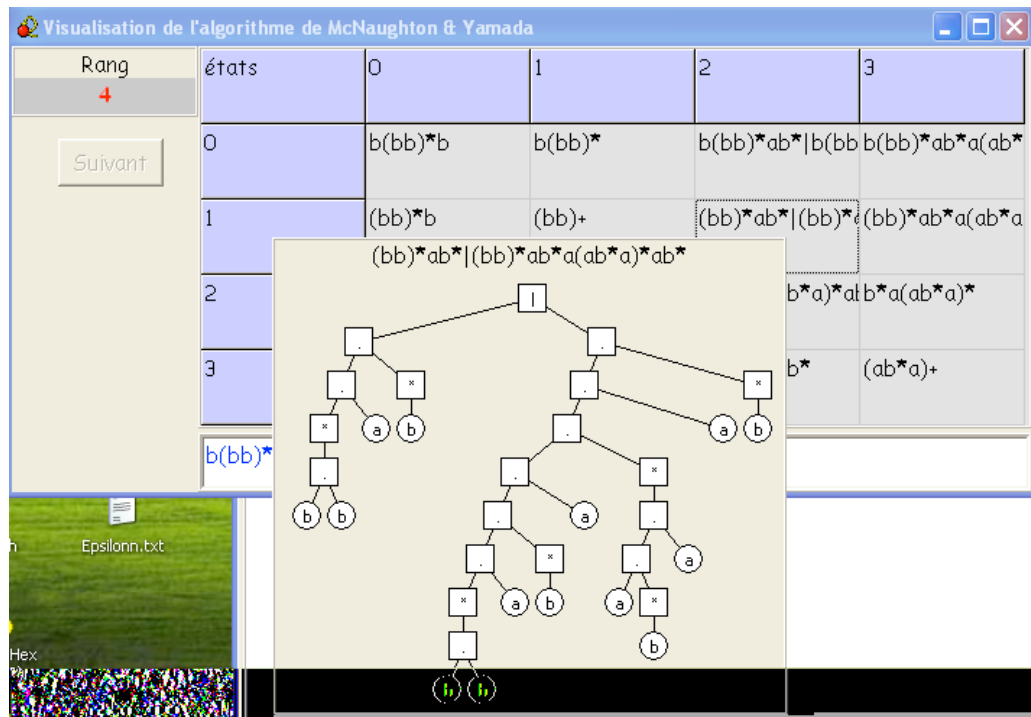 Visualisation de l'algorithme de McNaughton & Yamada
Rang
4
Suivant
états 0 1 2 3
0 b(bb)*b b(bb)* b(bb)*ab*|b(bb b(bb)*ab*a(ab*
1 (bb)*b (bb)+ (bb)*ab*|(bb)* (bb)*ab*a(ab*a
(bb)*ab*|(bb)*ab*a(ab*a)*ab*
2 b*a)*ab b*a(ab*a)*
3 b* (ab*a)+
b(bb)*
|
. .
. * . *
* a b . a b
. . *
b b . a .
. * . a
* a b a *
. b
b b
Epsilonn.txt
Hex